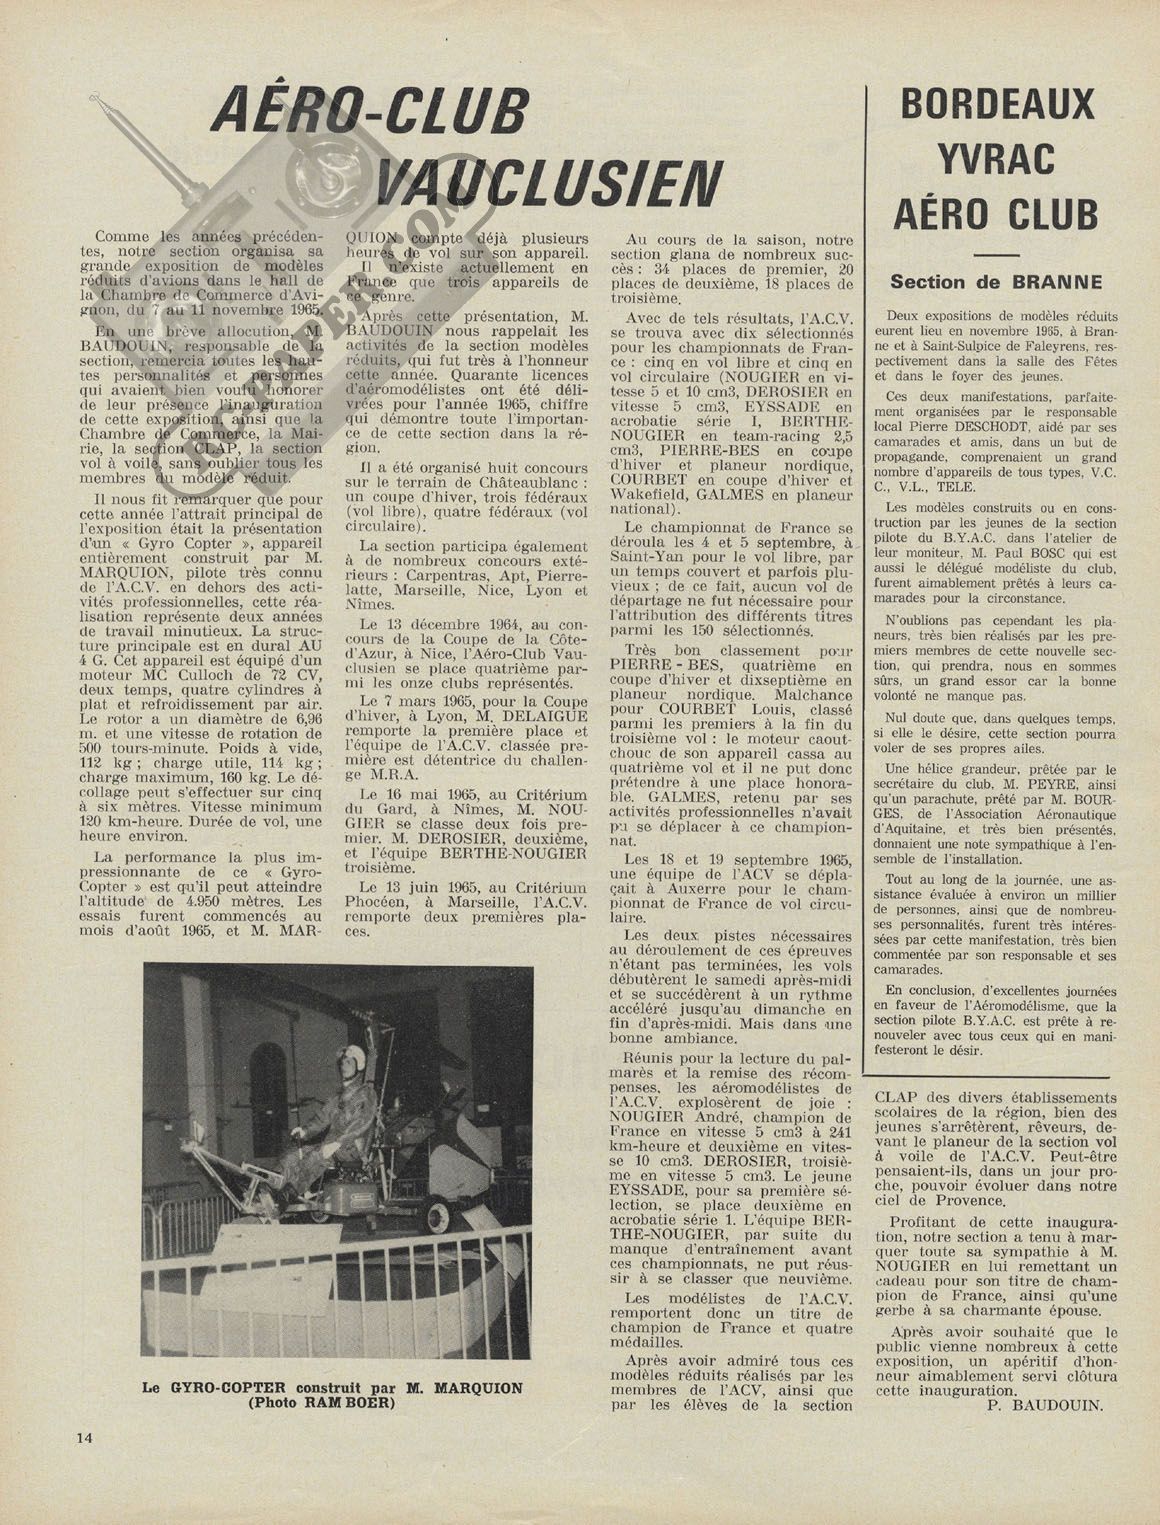 AÉRO-CLUB
VAUCLUSIEN
Comme les années précéden-
tes, notre section organisa sa
grande exposition de modèles
réduits d'avions dans le hall de
la Chambre de Commerce d'Avi-
gnon, du 7 au 11 novembre 1965.
En une brève allocution, M.
BAUDOUIN, responsable de la
section, remercia toutes les hau-
tes personnalités et personnes
qui avaient bien voulu honorer
de leur présence l'inauguration
de cette exposition, ainsi que la
Chambre de Commerce, la Mai-
rie, la section CLAP, la section
vol à voile, sans oublier tous les
membres du modèle réduit.
Il nous fit remarquer que pour
cette année l'attrait principal de
l'exposition était la présentation
d'un « Gyro Copter », appareil
entièrement construit par M.
MARQUION, pilote très connu
de l'A.C.V. en dehors des acti-
vités professionnelles, cette réa-
lisation représente deux années
de travail minutieux. La struc-
ture principale est en dural AU
4 G. Cet appareil est équipé d'un
moteur MC Culloch de 72 CV,
deux temps, quatre cylindres à
plat et refroidissement par air.
Le rotor a un diamètre de 6,96
m. et une vitesse de rotation de
500 tours-minute. Poids à vide,
112 kg ; charge utile, 114 kg ;
charge maximum, 160 kg. Le dé-
collage peut s'effectuer sur cinq
à six mètres. Vitesse minimum
120 km-heure. Durée de vol, une
heure environ.
La performance la plus im-
pressionnante de ce « Gyro-
Copter » est qu'il peut atteindre
l'altitude de 4.950 mètres. Les
essais furent commencés au
mois d'août 1965, et M. MAR-
QUION compte déjà plusieurs
heures de vol sur son appareil.
Il n'existe actuellement en
France que trois appareils de
ce genre.
Après cette présentation, M.
BAUDOUIN nous rappelait les
activités de la section modèles
réduits, qui fut très à l'honneur
cette année. Quarante licences
d'aéromodélistes ont été déli-
vrées pour l'année 1965, chiffre
qui démontre toute l'importan-
ce de cette section dans la ré-
gion.
Il a été organisé huit concours
sur le terrain de Châteaublanc :
un coupe d'hiver, trois fédéraux
(vol libre), quatre fédéraux (vol
circulaire).
La section participa également
à de nombreux concours exté-
rieurs : Carpentras, Apt, Pierre-
latte, Marseille, Nice, Lyon et
Nîmes.
Le 13 décembre 1964, au con-
cours de la Coupe de la Côte-
d'Azur, à Nice, l'Aéro-Club Vau-
clusien se place quatrième par-
mi les onze clubs représentés.
Le 7 mars 1965, pour la Coupe
d'hiver, à Lyon, M. DELAIGUE
remporte la première place et
l'équipe de l'A.C.V. classée pre-
mière est détentrice du challen-
ge M.R.A.
Le 16 mai 1965, au Critérium
du Gard, à Nîmes, M. NOU-
GIER se classe deux fois pre-
mier. M. DEROSIER, deuxième,
et l'équipe BERTHE-NOUGIER
troisième.
Le 13 juin 1965, au Critérium
Phocéen, à Marseille, l'A.C.V.
remporte deux premières pla-
ces.
Le GYRO-COPTER construit par M. MARQUION
(Photo RAM BOER)
Au cours de la saison, notre
section glana de nombreux suc-
cès : 34 places de premier, 20
places de deuxième, 18 places de
troisième.
Avec de tels résultats, l'A.C.V.
se trouva avec dix sélectionnés
pour les championnats de Fran-
ce : cinq en vol libre et cinq en
vol circulaire (NOUGIER en vi-
tesse 5 et 10 cm3, DEROSIER en
vitesse 5 cm3, EYSSADE en
acrobatie série I, BERTHE-
NOUGIER en team-racing 2,5
cm3, PIERRE-BES en coupe
d'hiver et planeur nordique,
COURBET en coupe d'hiver et
Wakefield, GALMES en planeur
national).
Le championnat de France se
déroula les 4 et 5 septembre, à
Saint-Yan pour le vol libre, par
un temps couvert et parfois plu-
vieux ; de ce fait, aucun vol de
départage ne fut nécessaire pour
l'attribution des différents titres
parmi les 150 sélectionnés.
Très bon classement pour
PIERRE - BES, quatrième en
coupe d'hiver et dixseptième en
planeur nordique. Malchance
pour COURBET Louis, classé
parmi les premiers à la fin du
troisième vol : le moteur caout-
chouc de son appareil cassa au
quatrième vol et il ne put donc
prétendre à une place honora-
ble. GALMES, retenu par ses
activités professionnelles n'avait
pu se déplacer à ce champion-
nat.
Les 18 et 19 septembre 1965,
une équipe de l'ACV se dépla-
çait à Auxerre pour le cham-
pionnat de France de vol circu-
laire.
Les deux pistes nécessaires
au déroulement de ces épreuves
n'étant pas terminées, les vols
débutèrent le samedi après-midi
et se succédèrent à un rythme
accéléré jusqu'au dimanche en
fin d'après-midi. Mais dans une
bonne ambiance.
Réunis pour la lecture du pal-
marès et la remise des récom-
penses, les aéromodélistes de
l'A.C.V. explosèrent de joie :
NOUGIER André, champion de
France en vitesse 5 cm3 à 241
km-heure et deuxième en vites-
se 10 cm3. DEROSIER, troisiè-
me en vitesse 5 cm3. Le jeune
EYSSADE, pour sa première sé-
lection, se place deuxième en
acrobatie série 1. L'équipe BER-
THE-NOUGIER, par suite du
manque d'entraînement avant
ces championnats, ne put réus-
sir à se classer que neuvième.
Les modélistes de l'A.C.V.
remportent donc un titre de
champion de France et quatre
médailles.
Après avoir admiré tous ces
modèles réduits réalisés par les
membres de l'ACV, ainsi que
par les élèves de la section
CLAP des divers établissements
scolaires de la région, bien des
jeunes s'arrêtèrent, rêveurs, de-
vant le planeur de la section vol
à voile de l'A.C.V. Peut-être
pensaient-ils, dans un jour pro-
che, pouvoir évoluer dans notre
ciel de Provence.
Profitant de cette inaugura-
tion, notre section a tenu à mar-
quer toute sa sympathie à M.
NOUGIER en lui remettant un
cadeau pour son titre de cham-
pion de France, ainsi qu'une
gerbe à sa charmante épouse.
Après avoir souhaité que le
public vienne nombreux à cette
exposition, un apéritif d'hon-
neur aimablement servi clôtura
cette inauguration.
P. BAUDOUIN.
BORDEAUX
YVRAC
AÉRO CLUB
Section de BRANNE
Deux expositions de modèles réduits
eurent lieu en novembre 1965, à Bran-
ne et à Saint-Sulpice de Faleyrens, res-
pectivement dans la salle des Fêtes
et dans le foyer des jeunes.
Ces deux manifestations, parfaite-
ment organisées par le responsable
local Pierre DESCHODT, aidé par ses
camarades et amis, dans un but de
propagande, comprenaient un grand
nombre d'appareils de tous types, V.C.
C., V.L., TELE.
Les modèles construits ou en cons-
truction par les jeunes de la section
pilote du B.Y.A.C. dans l'atelier de
leur moniteur, M. Paul BOSC qui est
aussi le délégué modéliste du club,
furent aimablement prêtés à leurs ca-
marades pour la circonstance.
N'oublions pas cependant les pla-
neurs, très bien réalisés par les pre-
miers membres de cette nouvelle sec-
tion, qui prendra, nous en sommes
sûrs, un grand essor car la bonne
volonté ne manque pas.
Nul doute que, dans quelques temps,
si elle le désire, cette section pourra
voler de ses propres ailes.
Une hélice grandeur, prêtée par le
secrétaire du club, M. PEYRE, ainsi
qu'un parachute, prêté par M. BOUR-
GES, de l'Association Aéronautique
d'Aquitaine, et très bien présentés,
donnaient une note sympathique à l'en-
semble de l'installation.
Tout au long de la journée, une as-
sistance évaluée à environ un millier
de personnes, ainsi que de nombreu-
ses personnalités, furent très intéres-
sées par cette manifestation, très bien
commentée par son responsable et ses
camarades.
En conclusion, d'excellentes journées
en faveur de l'Aéromodélisme, que la
section pilote B.Y.A.C. est prête à re-
nouveler avec tous ceux qui en mani-
festeront le désir.
14
RCPAPER.COM